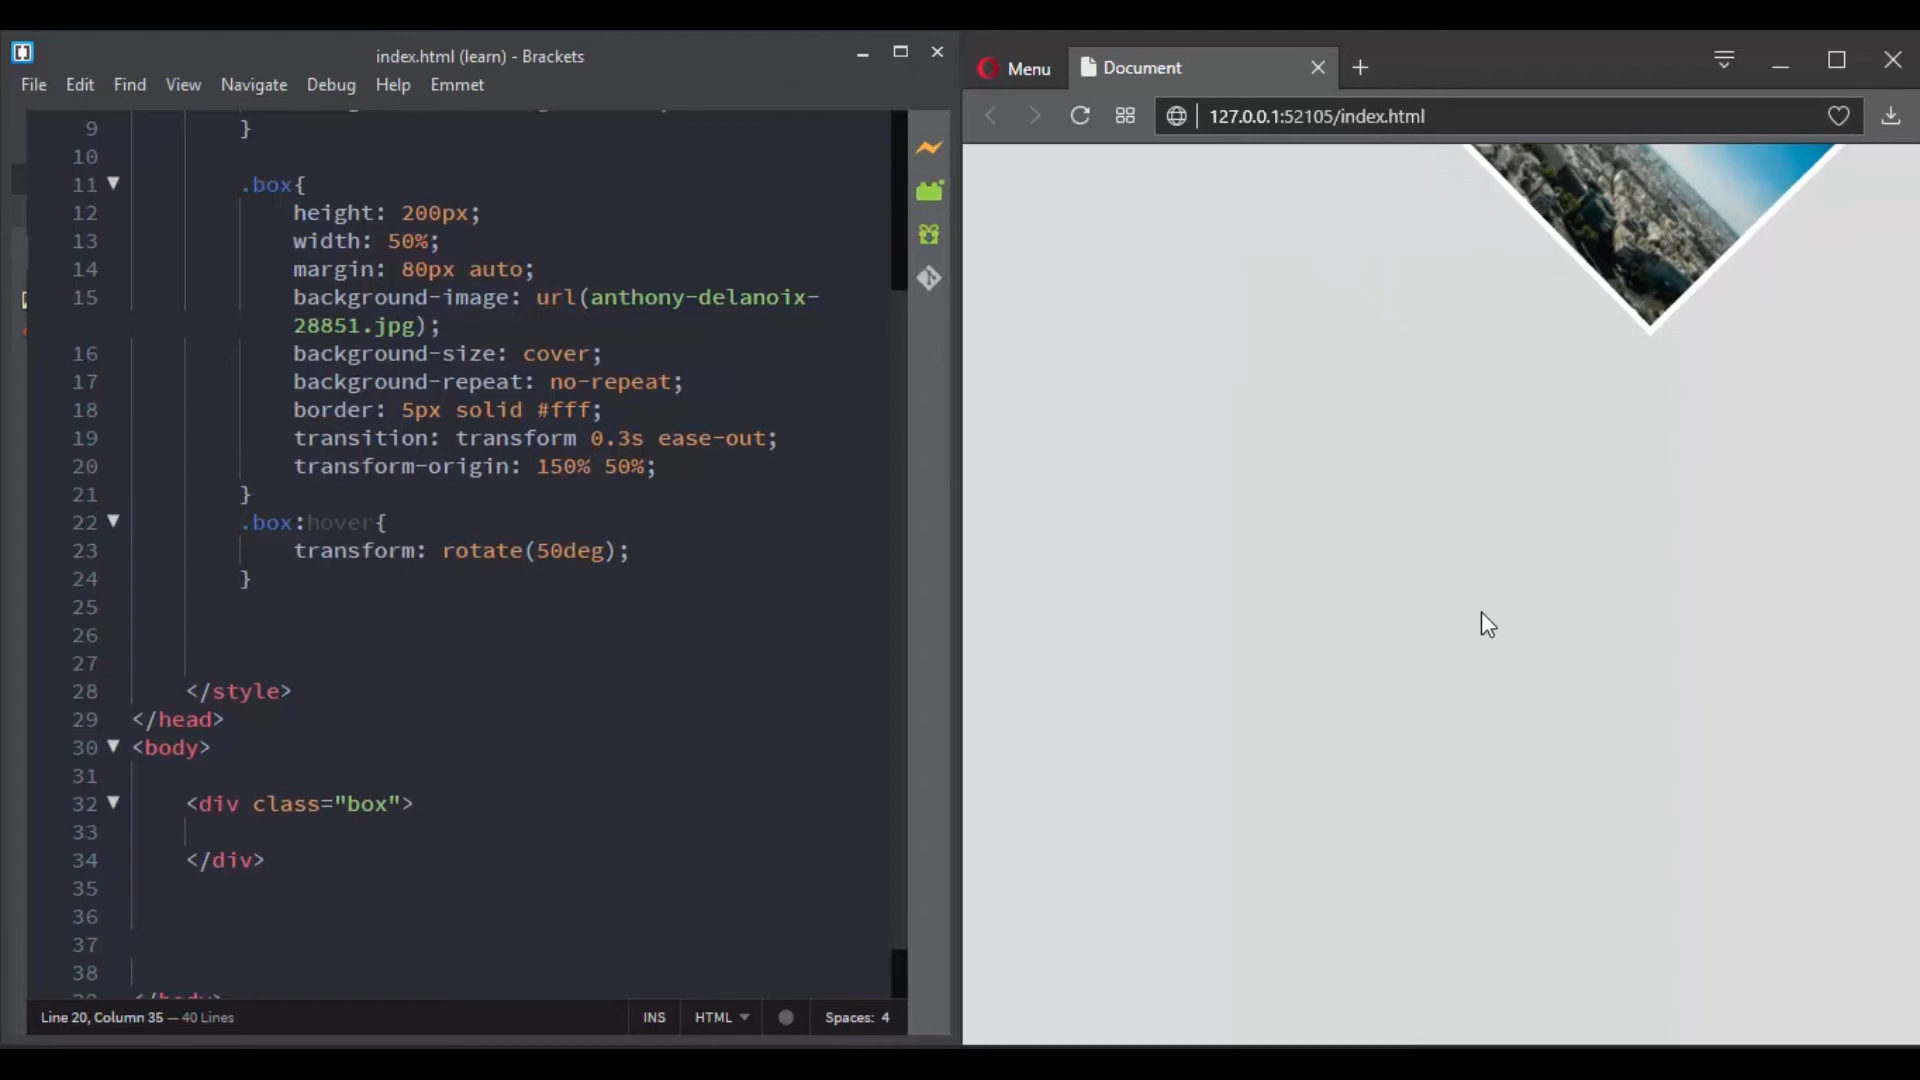 index.html (learn) - Brackets
File Edit Find View Navigate Debug Help Emmet
9 }
10
11 .box{
12 height: 200px;
13 width: 50%;
14 margin: 80px auto;
15 background-image: url(anthony-delanoix-
28851.jpg);
16 background-size: cover;
17 background-repeat: no-repeat;
18 border: 5px solid #fff;
19 transition: transform 0.3s ease-out;
20 transform-origin: 150% 50%;
21 }
22 .box:hover{
23 transform: rotate(50deg);
24 }
25
26
27
28 </style>
29 </head>
30 <body>
31
32 <div class="box">
33
34 </div>
35
36
37
38
Line 20, Column 35 — 40 Lines
INS HTML Spaces: 4
Menu Document
127.0.0.1:52105/index.html